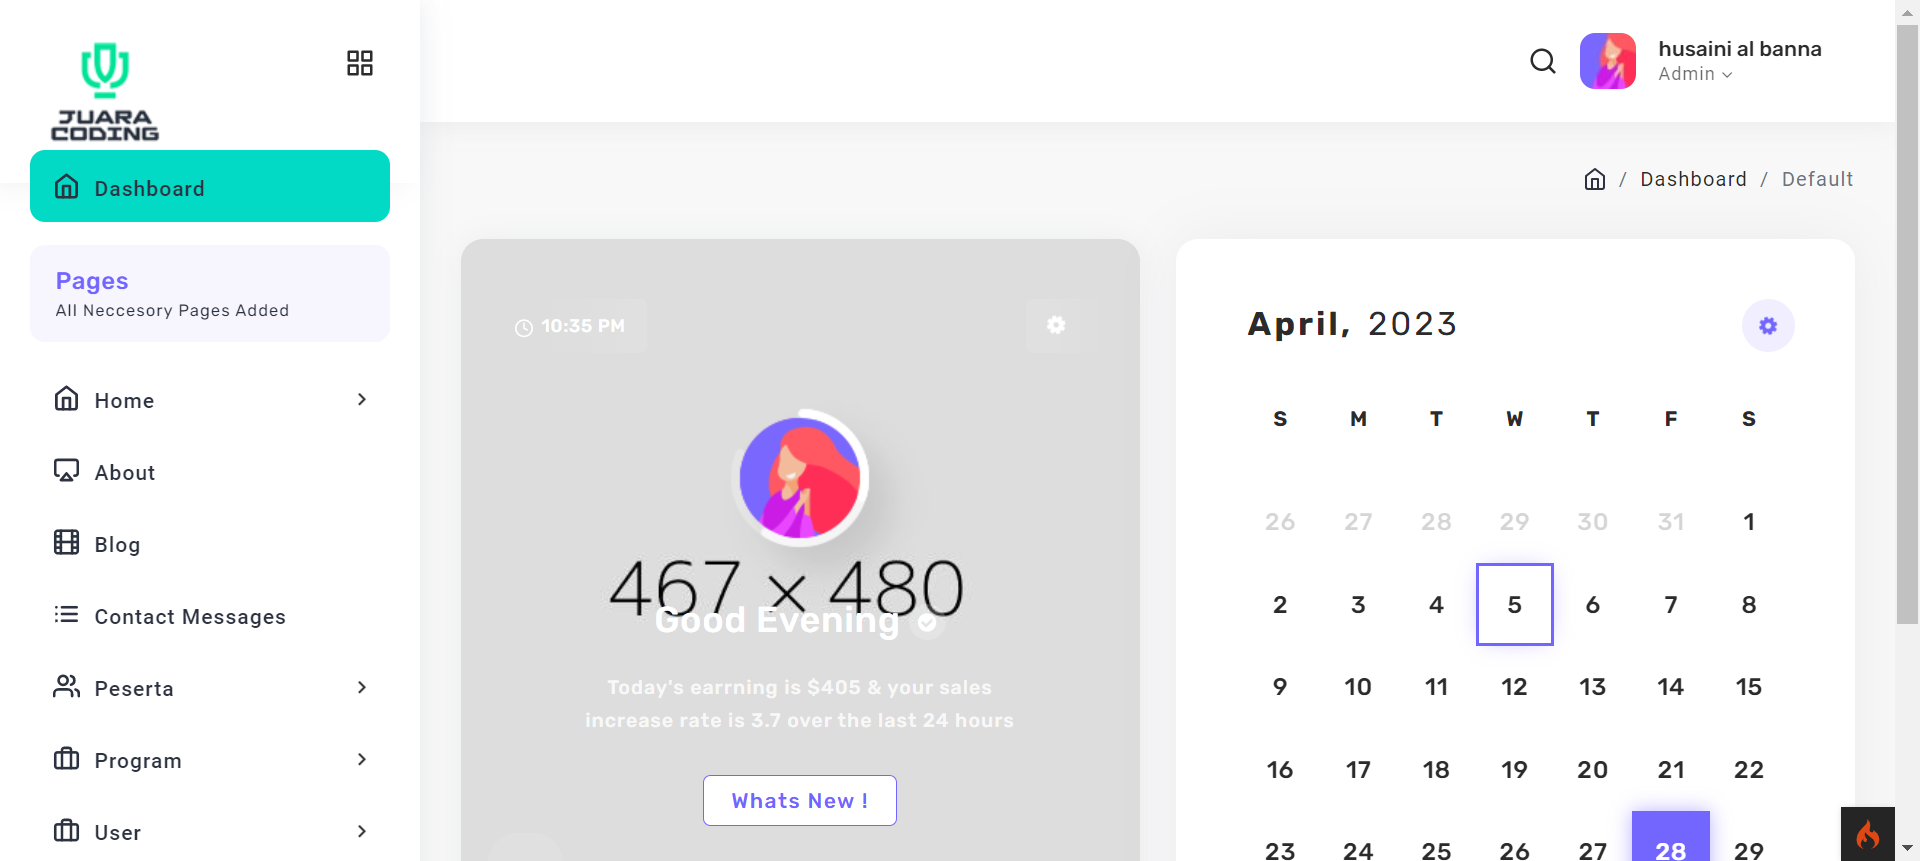 JUARA
CODING
Dashboard
Pages
All Neccesory Pages Added
Home
About
Blog
Contact Messages
Peserta
Program
User
husaini al banna
Admin
/ Dashboard / Default
10:35 PM
467 × 480
Good Evening
Today's earrning is $405 & your sales
increase rate is 3.7 over the last 24 hours
Whats New !
April, 2023
S M T W T F S
26 27 28 29 30 31 1
2 3 4 5 6 7 8
9 10 11 12 13 14 15
16 17 18 19 20 21 22
23 24 25 26 27 28 29